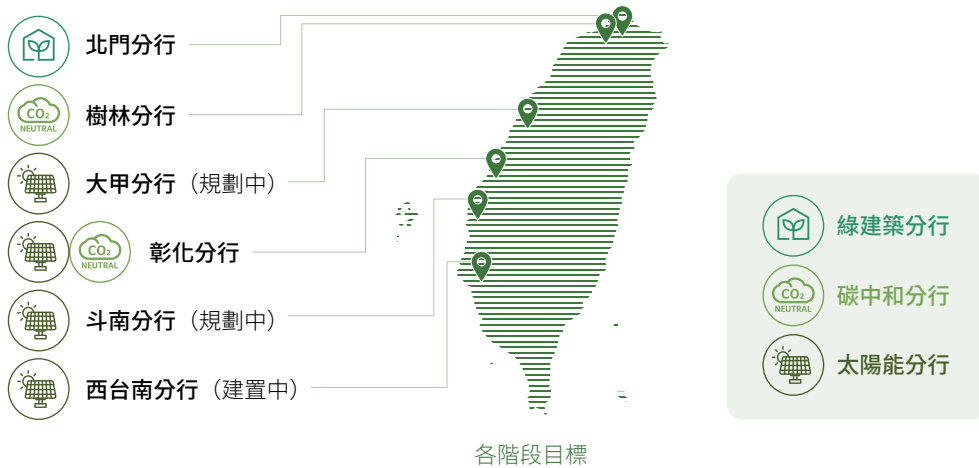 北門分行
CO₂
NEUTRAL
樹林分行
大甲分行（規劃中）
CO₂
NEUTRAL
彰化分行
斗南分行（規劃中）
西台南分行（建置中）
綠建築分行
CO₂
NEUTRAL
碳中和分行
太陽能分行
各階段目標